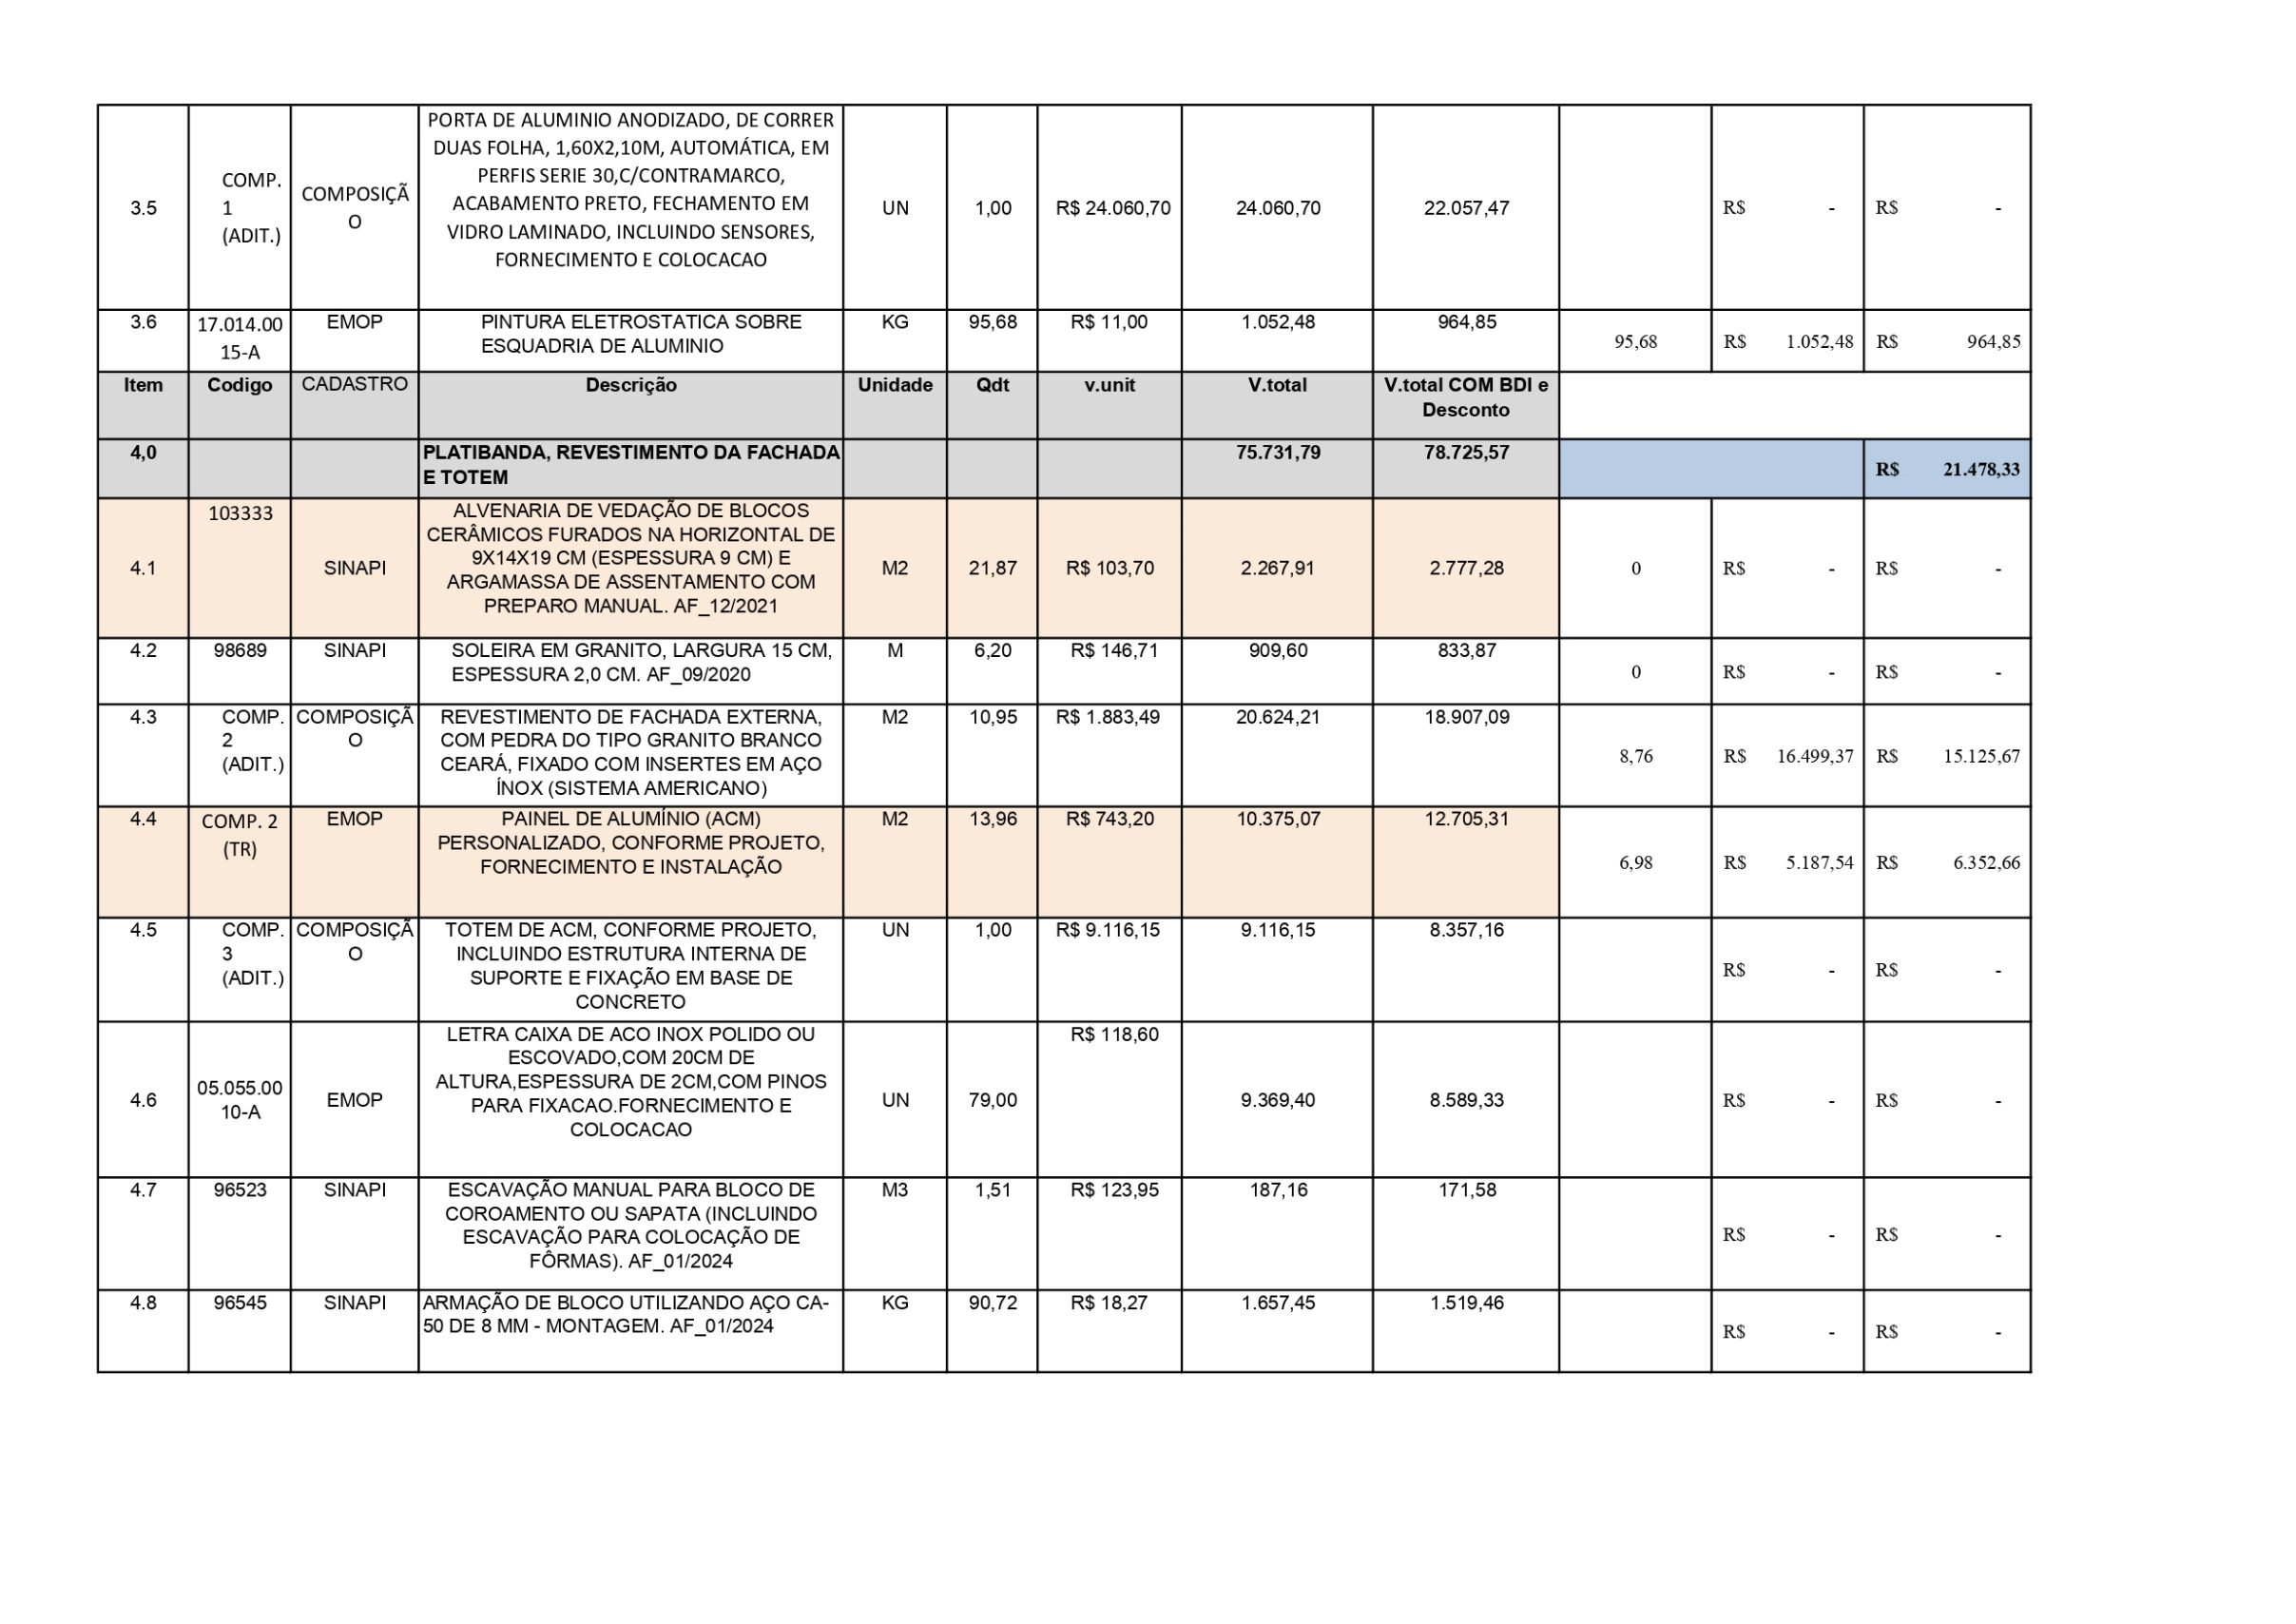 3.5
COMP.
1
(ADIT.)
COMPOSIÇÃ
O
PORTA DE ALUMINIO ANODIZADO, DE CORRER
DUAS FOLHA, 1,60X2,10M, AUTOMÁTICA, EM
PERFIS SERIE 30,C/CONTRAMARCO,
ACABAMENTO PRETO, FECHAMENTO EM
VIDRO LAMINADO, INCLUINDO SENSORES,
FORNECIMENTO E COLOCACAO
UN
1,00
R$ 24.060,70
24.060,70
22.057,47
R$ -
R$ -
3.6
17.014.00
15-A
EMOP
PINTURA ELETROSTATICA SOBRE
ESQUADRIA DE ALUMINIO
KG
95,68
R$ 11,00
1.052,48
964,85
95,68
R$ 1.052,48
R$ 964,85
Item
Codigo
CADASTRO
Descrição
Unidade
Qdt
v.unit
V.total
V.total COM BDI e
Desconto
4,0
PLATIBANDA, REVESTIMENTO DA FACHADA
E TOTEM
75.731,79
78.725,57
R$ 21.478,33
4.1
103333
SINAPI
ALVENARIA DE VEDAÇÃO DE BLOCOS
CERÂMICOS FURADOS NA HORIZONTAL DE
9X14X19 CM (ESPESSURA 9 CM) E
ARGAMASSA DE ASSENTAMENTO COM
PREPARO MANUAL. AF_12/2021
M2
21,87
R$ 103,70
2.267,91
2.777,28
0
R$ -
R$ -
4.2
98689
SINAPI
SOLEIRA EM GRANITO, LARGURA 15 CM,
ESPESSURA 2,0 CM. AF_09/2020
M
6,20
R$ 146,71
909,60
833,87
0
R$ -
R$ -
4.3
COMP.
2
(ADIT.)
COMPOSIÇÃ
O
REVESTIMENTO DE FACHADA EXTERNA,
COM PEDRA DO TIPO GRANITO BRANCO
CEARÁ, FIXADO COM INSERTES EM AÇO
ÍNOX (SISTEMA AMERICANO)
M2
10,95
R$ 1.883,49
20.624,21
18.907,09
8,76
R$ 16.499,37
R$ 15.125,67
4.4
COMP. 2
(TR)
EMOP
PAINEL DE ALUMÍNIO (ACM)
PERSONALIZADO, CONFORME PROJETO,
FORNECIMENTO E INSTALAÇÃO
M2
13,96
R$ 743,20
10.375,07
12.705,31
6,98
R$ 5.187,54
R$ 6.352,66
4.5
COMP.
3
(ADIT.)
COMPOSIÇÃ
O
TOTEM DE ACM, CONFORME PROJETO,
INCLUINDO ESTRUTURA INTERNA DE
SUPORTE E FIXAÇÃO EM BASE DE
CONCRETO
UN
1,00
R$ 9.116,15
9.116,15
8.357,16
R$ -
R$ -
4.6
05.055.00
10-A
EMOP
LETRA CAIXA DE ACO INOX POLIDO OU
ESCOVADO,COM 20CM DE
ALTURA,ESPESSURA DE 2CM,COM PINOS
PARA FIXACAO.FORNECIMENTO E
COLOCACAO
UN
79,00
R$ 118,60
9.369,40
8.589,33
R$ -
R$ -
4.7
96523
SINAPI
ESCAVAÇÃO MANUAL PARA BLOCO DE
COROAMENTO OU SAPATA (INCLUINDO
ESCAVAÇÃO PARA COLOCAÇÃO DE
FÔRMAS). AF_01/2024
M3
1,51
R$ 123,95
187,16
171,58
R$ -
R$ -
4.8
96545
SINAPI
ARMAÇÃO DE BLOCO UTILIZANDO AÇO CA-
50 DE 8 MM - MONTAGEM. AF_01/2024
KG
90,72
R$ 18,27
1.657,45
1.519,46
R$ -
R$ -